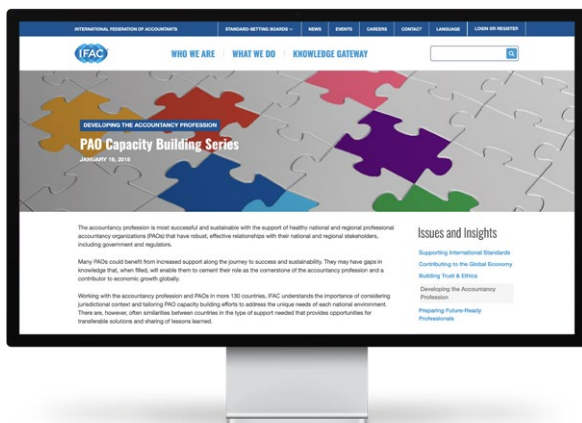 INTERNATIONAL FEDERATION OF ACCOUNTANTS
STANDARD-SETTING BOARDS NEWS EVENTS CAREERS CONTACT LANGUAGE LOGIN OR REGISTER
IFAC
WHO WE ARE WHAT WE DO KNOWLEDGE GATEWAY
DEVELOPING THE ACCOUNTANCY PROFESSION
PAO Capacity Building Series
JANUARY 16, 2018
The accountancy profession is most successful and sustainable with the support of healthy national and regional professional
accountancy organizations (PAOs) that have robust, effective relationships with their national and regional stakeholders,
including government and regulators.
Many PAOs could benefit from increased support along the journey to success and sustainability. They may have gaps in
knowledge that, when filled, will enable them to cement their role as the cornerstone of the accountancy profession and a
contributor to economic growth globally.
Working with the accountancy profession and PAOs in more 130 countries, IFAC understands the importance of considering
jurisdictional context and tailoring PAO capacity building efforts to address the unique needs of each national environment.
There are, however, often similarities between countries in the type of support needed that provides opportunities for
transferable solutions and sharing of lessons learned.
Issues and Insights
Supporting International Standards
Contributing to the Global Economy
Building Trust & Ethics
Developing the Accountancy
Profession
Preparing Future-Ready
Professionals